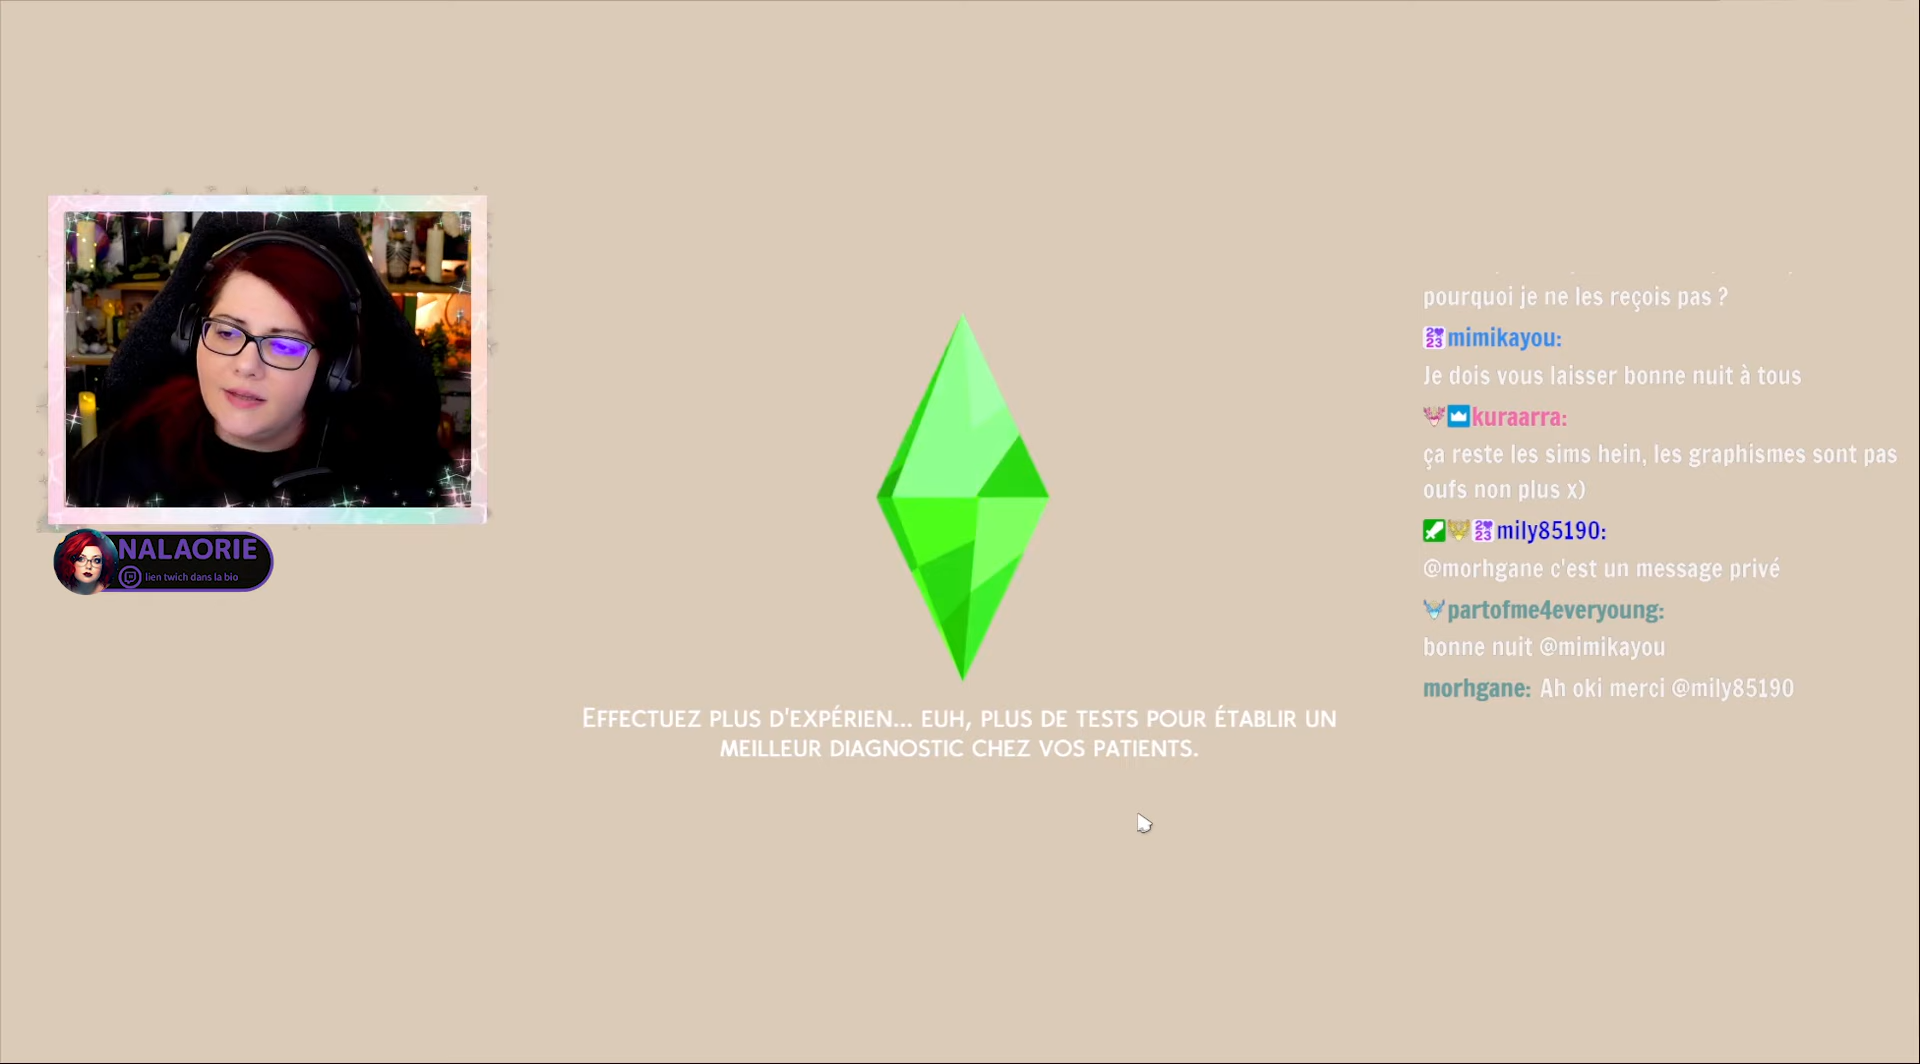 NALAORIE
lien twich dans la bio
EFFECTUEZ PLUS D'EXPÉRIEN... EUH, PLUS DE TESTS POUR ÉTABLIR UN
MEILLEUR DIAGNOSTIC CHEZ VOS PATIENTS.
pourquoi je ne les reçois pas ?
mimikayou:
Je dois vous laisser bonne nuit à tous
kuraarra:
ça reste les sims hein, les graphismes sont pas
oufs non plus x)
mily85190:
@morhgane c'est un message privé
partofme4everyoung:
bonne nuit @mimikayou
morhgane: Ah oki merci @mily85190